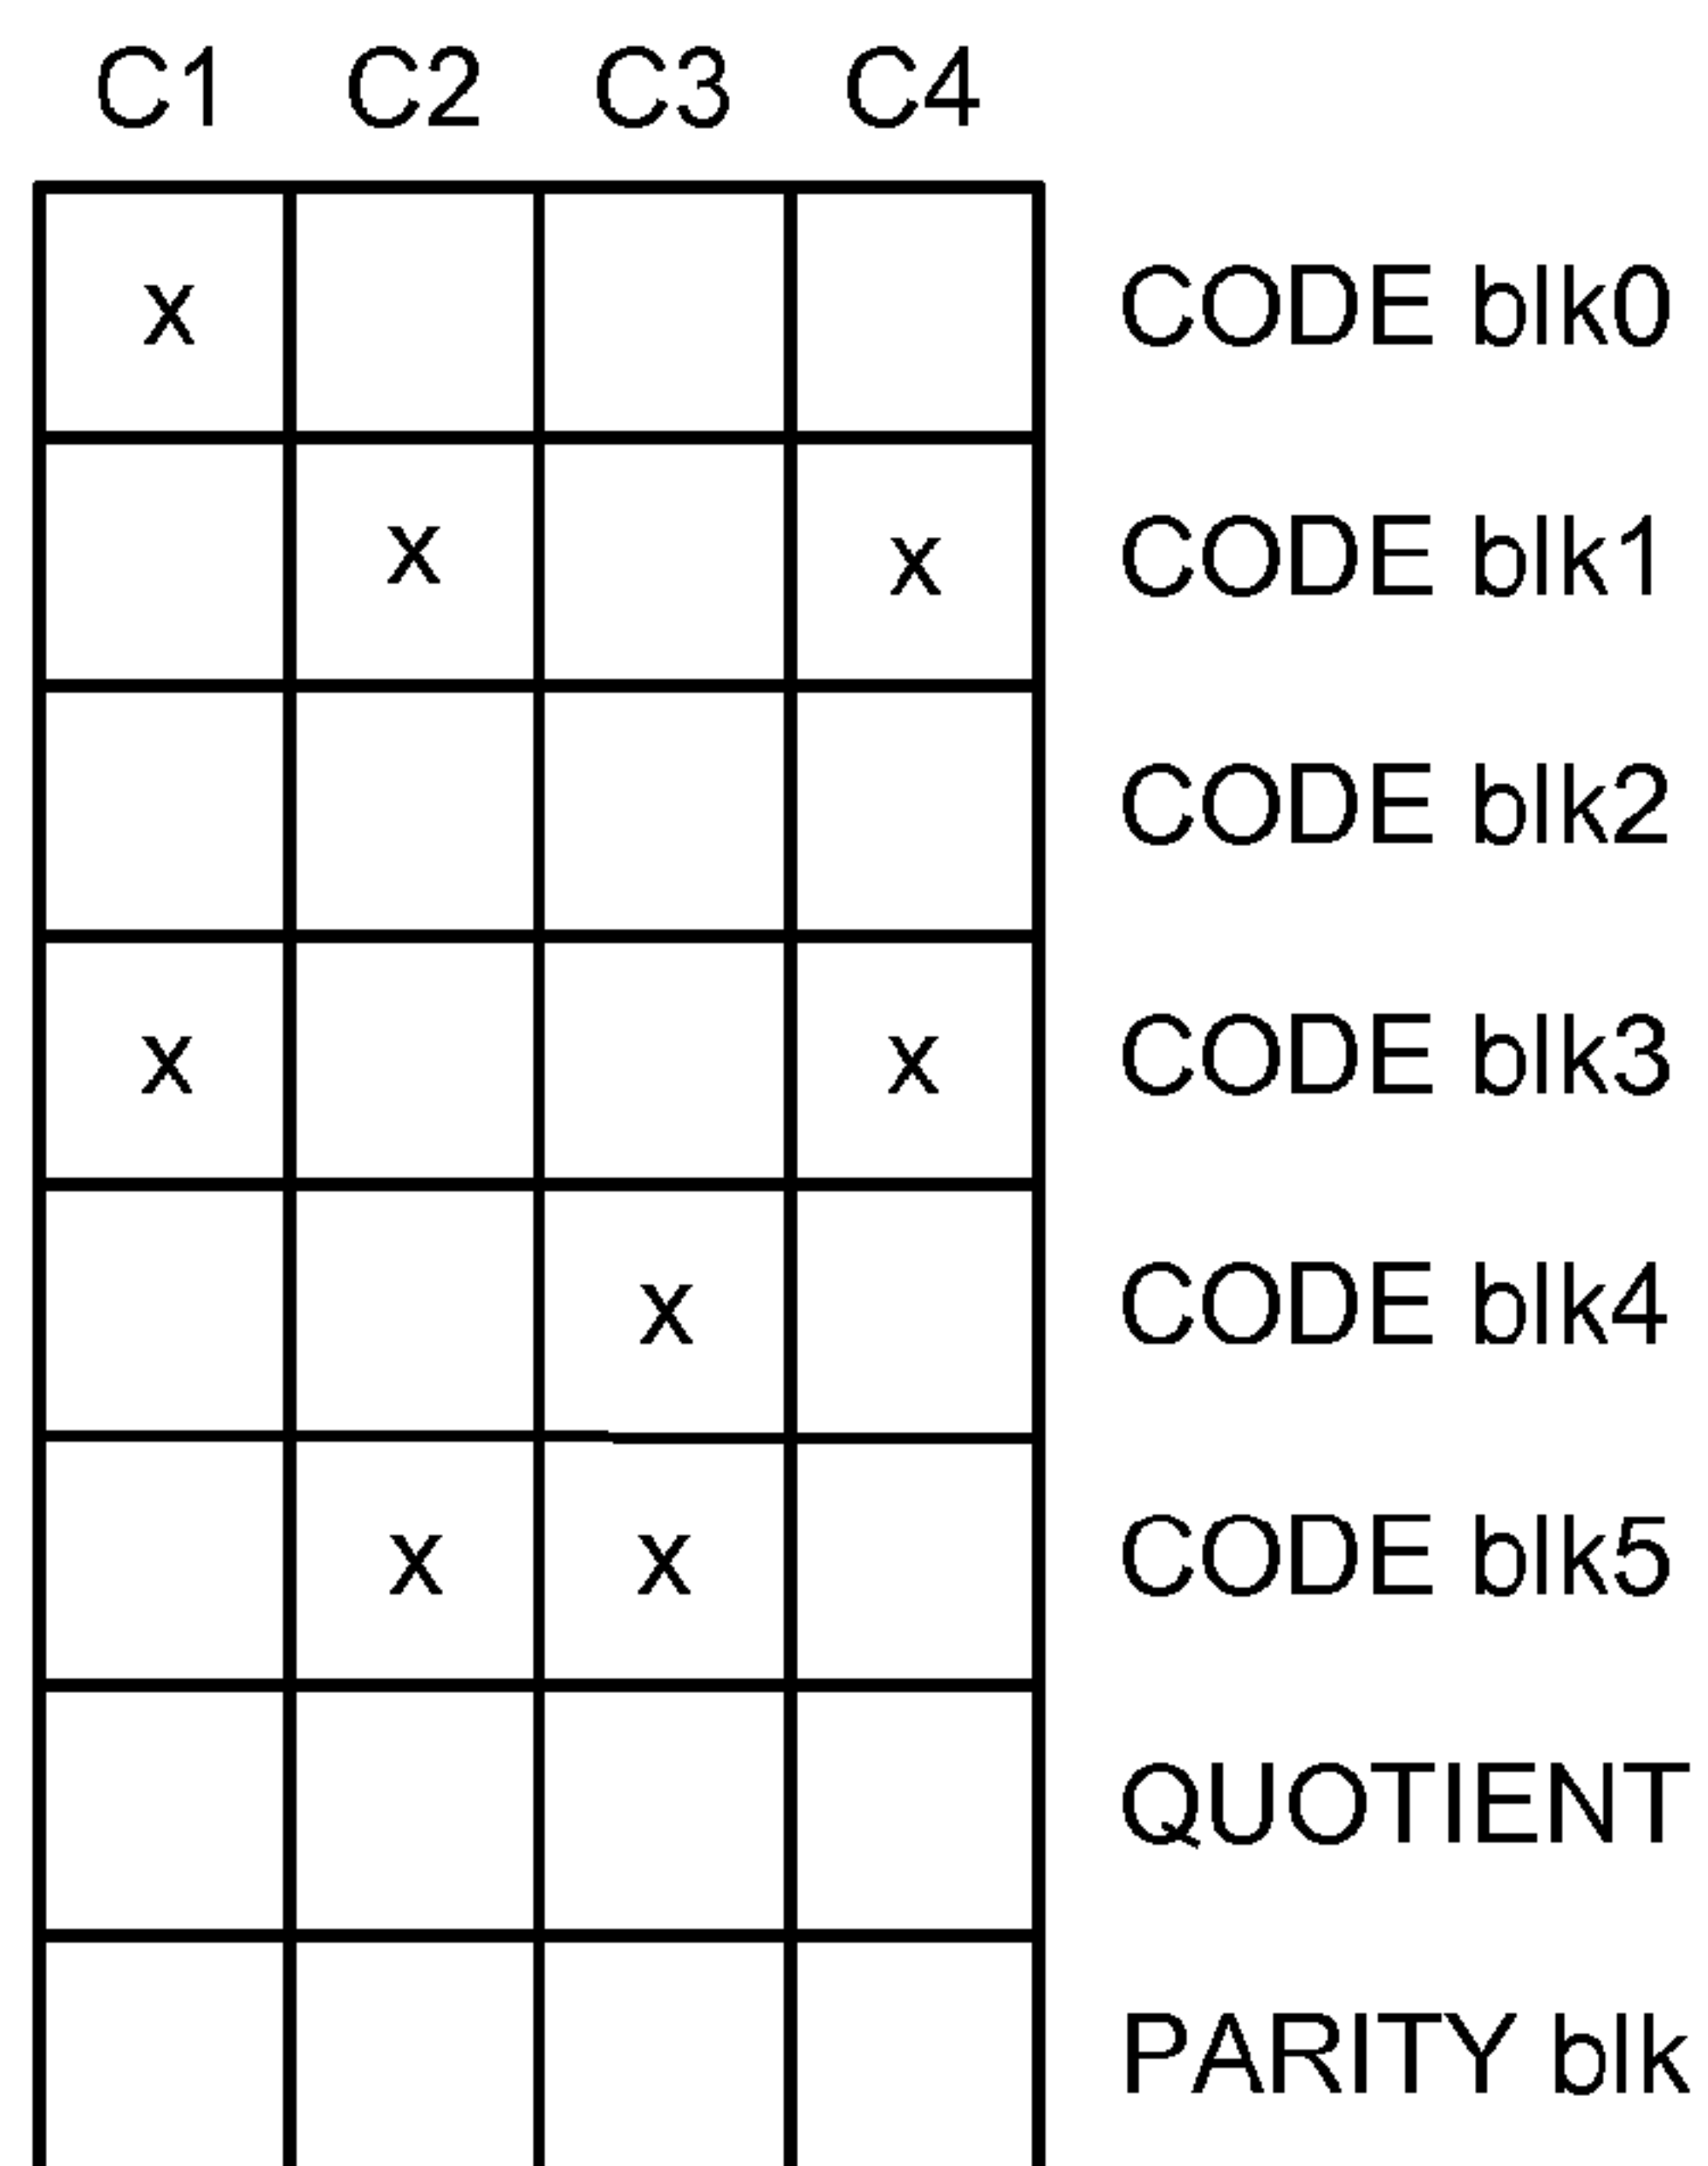 C1 C2 C3 C4
x CODE blk0
x x CODE blk1
CODE blk2
x x CODE blk3
x CODE blk4
x x CODE blk5
QUOTIENT
PARITY blk